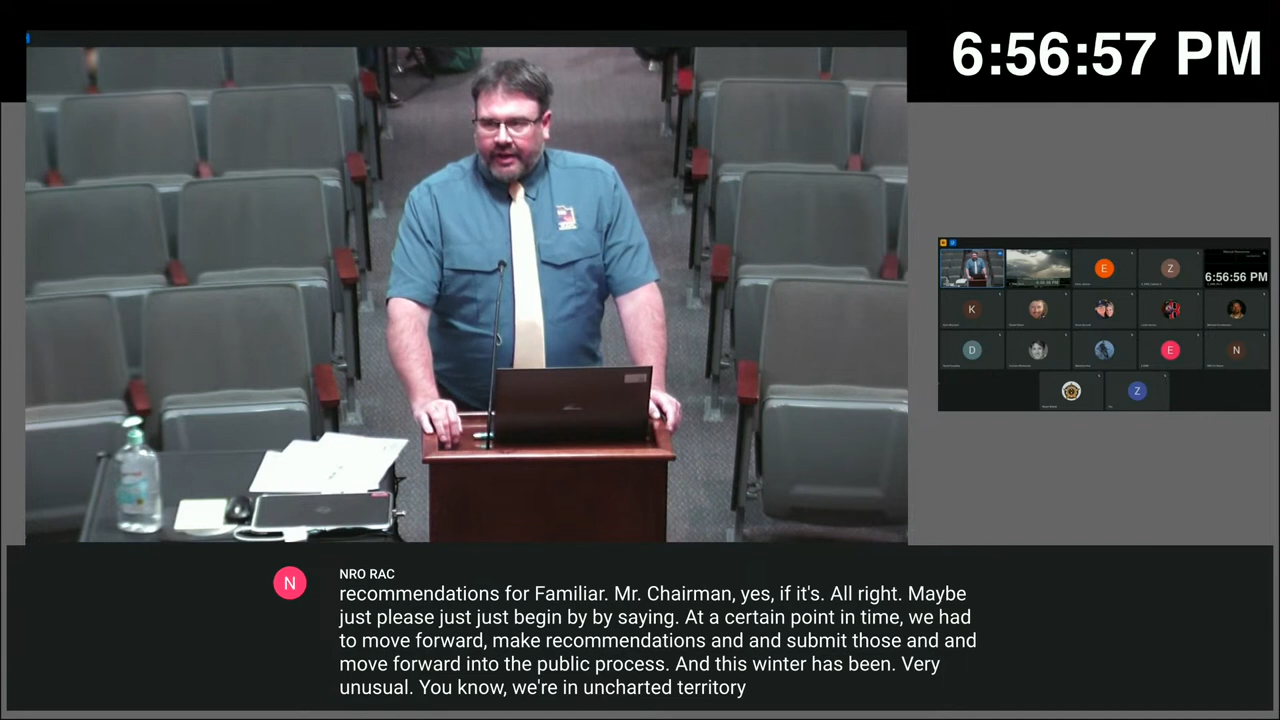 6:56:57 PM
E
Z
6:56:56 PM
K
D
E
N
Z
N
NRO RAC
recommendations for Familiar. Mr. Chairman, yes, if it's. All right. Maybe
just please just just begin by by saying. At a certain point in time, we had
to move forward, make recommendations and and submit those and and
move forward into the public process. And this winter has been. Very
unusual. You know, we're in uncharted territory